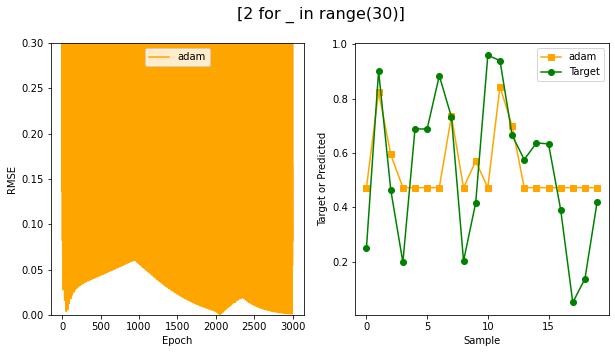 [2 for _ in range(30)]
0.30
0.25
0.20
0.15
0.10
0.05
0.00
RMSE
0 500 1000 1500 2000 2500 3000
Epoch
adam
1.0
0.8
0.6
0.4
0.2
Target or Predicted
0 5 10 15
Sample
adam
Target